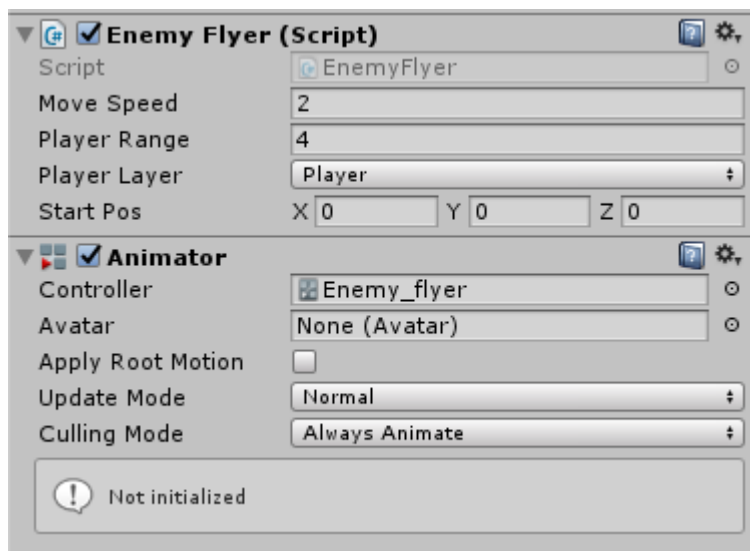 Enemy Flyer (Script)
Script EnemyFlyer
Move Speed 2
Player Range 4
Player Layer Player
Start Pos X 0 Y 0 Z 0
Animator
Controller Enemy_flyer
Avatar None (Avatar)
Apply Root Motion
Update Mode Normal
Culling Mode Always Animate
Not initialized